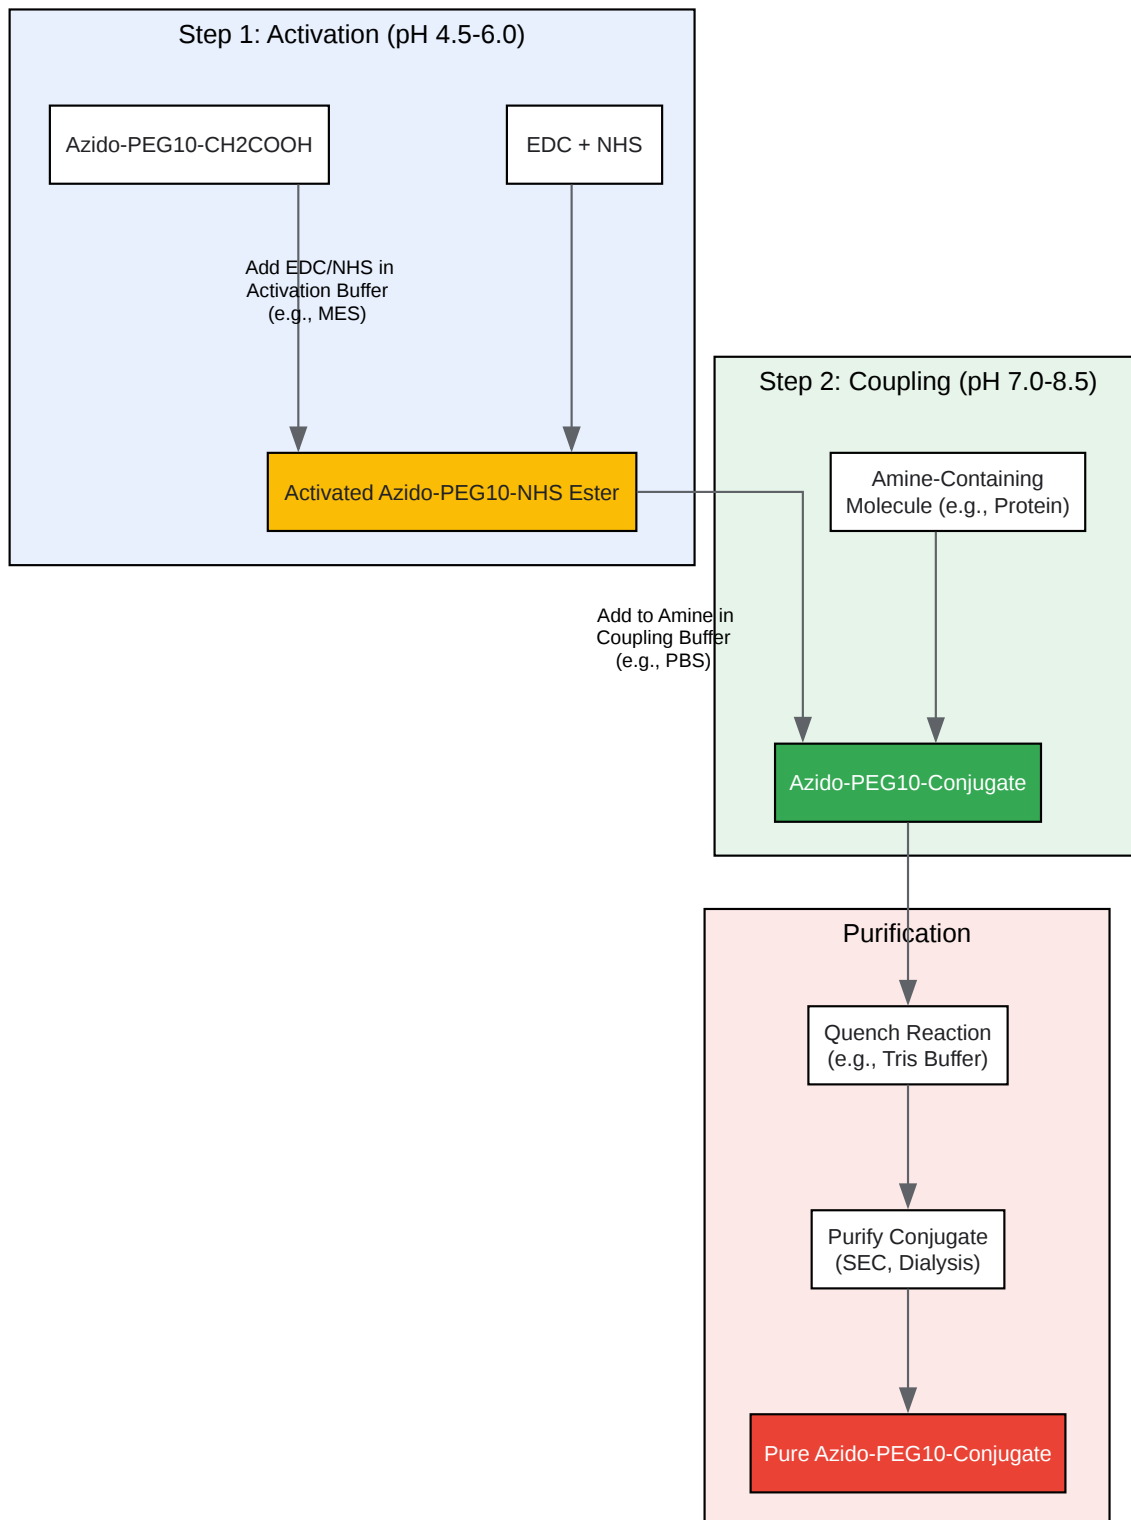 Step 1: Activation (pH 4.5-6.0)
Azido-PEG10-CH2COOH
EDC + NHS
Add EDC/NHS in
Activation Buffer
(e.g., MES)
Activated Azido-PEG10-NHS Ester
Step 2: Coupling (pH 7.0-8.5)
Amine-Containing
Molecule (e.g., Protein)
Add to Amine in
Coupling Buffer
(e.g., PBS)
Azido-PEG10-Conjugate
Purification
Quench Reaction
(e.g., Tris Buffer)
Purify Conjugate
(SEC, Dialysis)
Pure Azido-PEG10-Conjugate